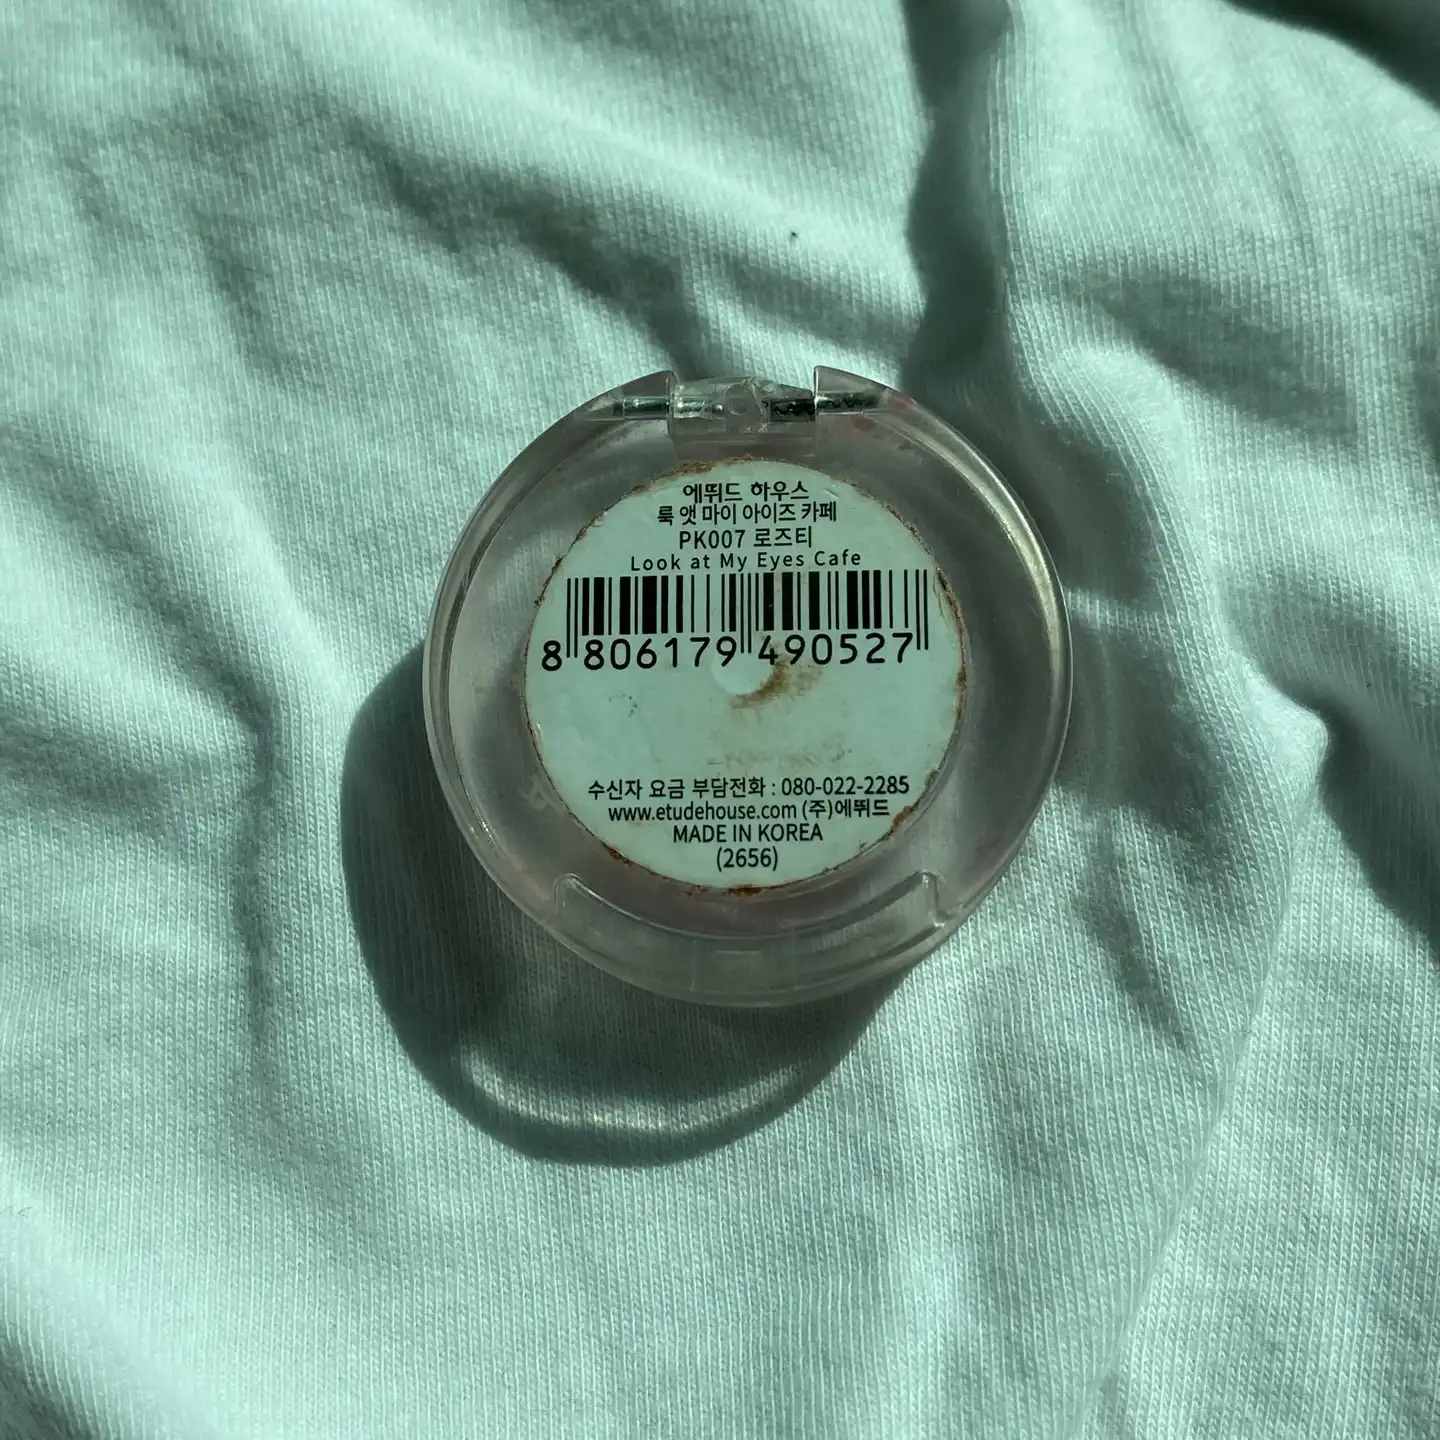 에뛰드 하우스
룩 앳 마이 아이즈 카페
PK007 로즈티
Look at My Eyes Cafe
8 806179 490527
수신자 요금 부담전화 : 080-022-2285
www.etudehouse.com (주)에뛰드
MADE IN KOREA
(2656)